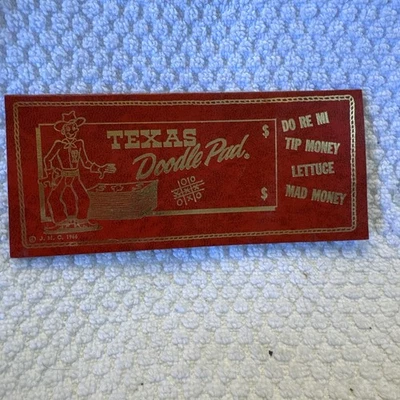 TEXAS
Doodle Pad®
$
$
DO RE MI
TIP MONEY
LETTUCE
MAD MONEY